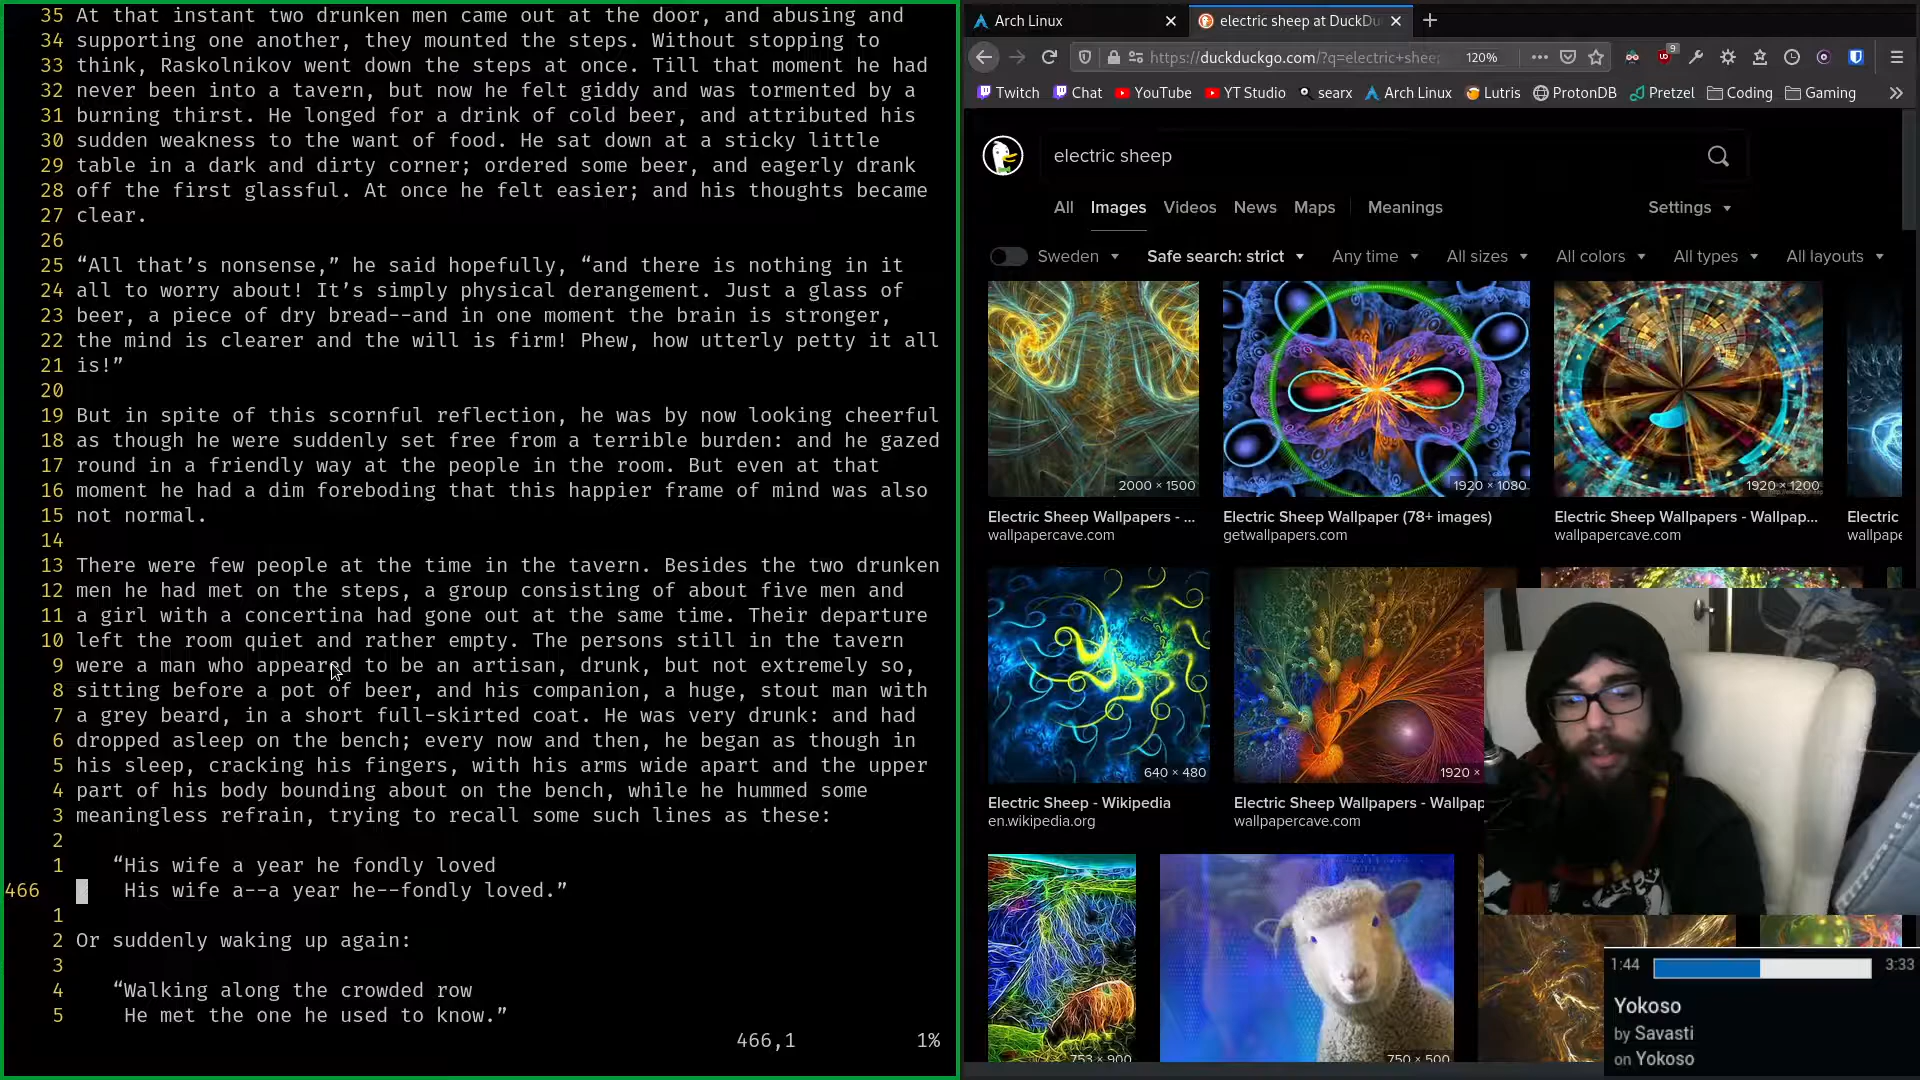 35 At that instant two drunken men came out at the door, and abusing and
34 supporting one another, they mounted the steps. Without stopping to
33 think, Raskolnikov went down the steps at once. Till that moment he had
32 never been into a tavern, but now he felt giddy and was tormented by a
31 burning thirst. He longed for a drink of cold beer, and attributed his
30 sudden weakness to the want of food. He sat down at a sticky little
29 table in a dark and dirty corner; ordered some beer, and eagerly drank
28 off the first glassful. At once he felt easier; and his thoughts became
27 clear.
26
25 “All that’s nonsense,” he said hopefully, “and there is nothing in it
24 all to worry about! It’s simply physical derangement. Just a glass of
23 beer, a piece of dry bread--and in one moment the brain is stronger,
22 the mind is clearer and the will is firm! Phew, how utterly petty it all
21 is!”
20
19 But in spite of this scornful reflection, he was by now looking cheerful
18 as though he were suddenly set free from a terrible burden: and he gazed
17 round in a friendly way at the people in the room. But even at that
16 moment he had a dim foreboding that this happier frame of mind was also
15 not normal.
14
13 There were few people at the time in the tavern. Besides the two drunken
12 men he had met on the steps, a group consisting of about five men and
11 a girl with a concertina had gone out at the same time. Their departure
10 left the room quiet and rather empty. The persons still in the tavern
9 were a man who appeared to be an artisan, drunk, but not extremely so,
8 sitting before a pot of beer, and his companion, a huge, stout man with
7 a grey beard, in a short full-skirted coat. He was very drunk: and had
6 dropped asleep on the bench; every now and then, he began as though in
5 his sleep, cracking his fingers, with his arms wide apart and the upper
4 part of his body bounding about on the bench, while he hummed some
3 meaningless refrain, trying to recall some such lines as these:
2
1 “His wife a year he fondly loved
466 His wife a--a year he--fondly loved.”
1
2 Or suddenly waking up again:
3
4 “Walking along the crowded row
5 He met the one he used to know.”
466,1 1%
Arch Linux
electric sheep at DuckDu
https://duckduckgo.com/?q=electric+shee 120%
9
Twitch Chat YouTube YT Studio searx Arch Linux Lutris ProtonDB Pretzel Coding Gaming
electric sheep
All Images Videos News Maps Meanings Settings
Sweden Safe search: strict Any time All sizes All colors All types All layouts
2000 × 1500 1920 × 1080 1920 × 1200
Electric Sheep Wallpapers - ... Electric Sheep Wallpaper (78+ images) Electric Sheep Wallpapers - Wallpap... Electric
wallpapercave.com getwallpapers.com wallpapercave.com wallpape
640 × 480 1920 ×
Electric Sheep - Wikipedia Electric Sheep Wallpapers - Wallpap
en.wikipedia.org wallpapercave.com
753 × 900 750 × 500
1:44 3:33
Yokoso
by Savasti
on Yokoso